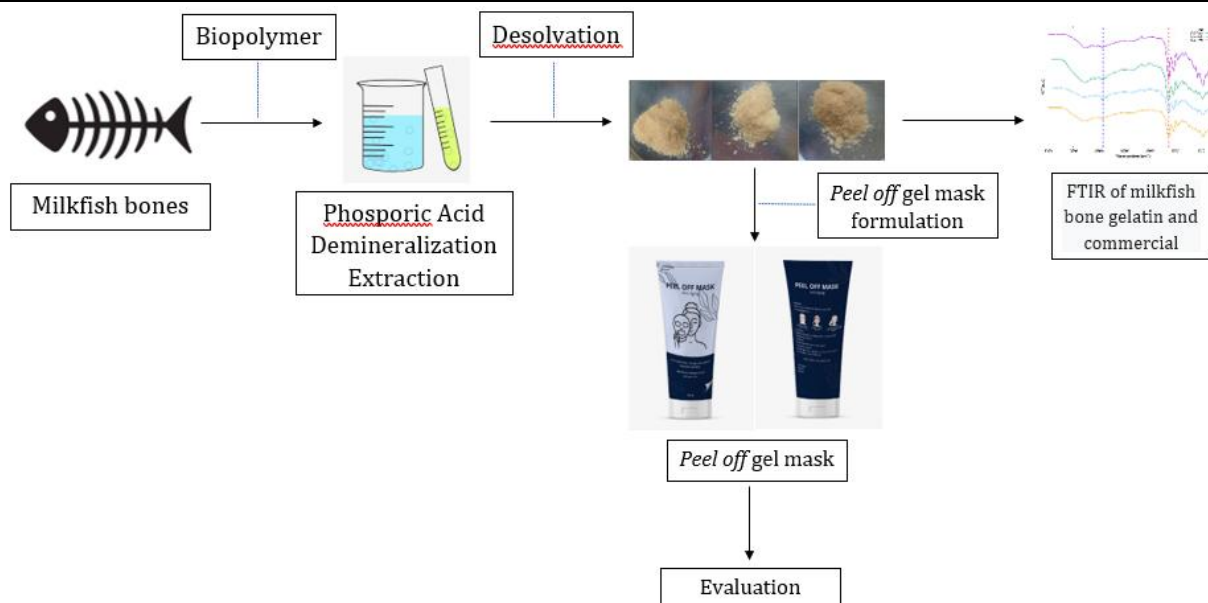 Biopolymer
Desolvation
Milkfish bones
Phosporic Acid
Demineralization
Extraction
Peel off gel mask
formulation
FTIR of milkfish
bone gelatin and
commercial
PEEL OFF MASK
PEEL OFF MASK
Peel off gel mask
Evaluation